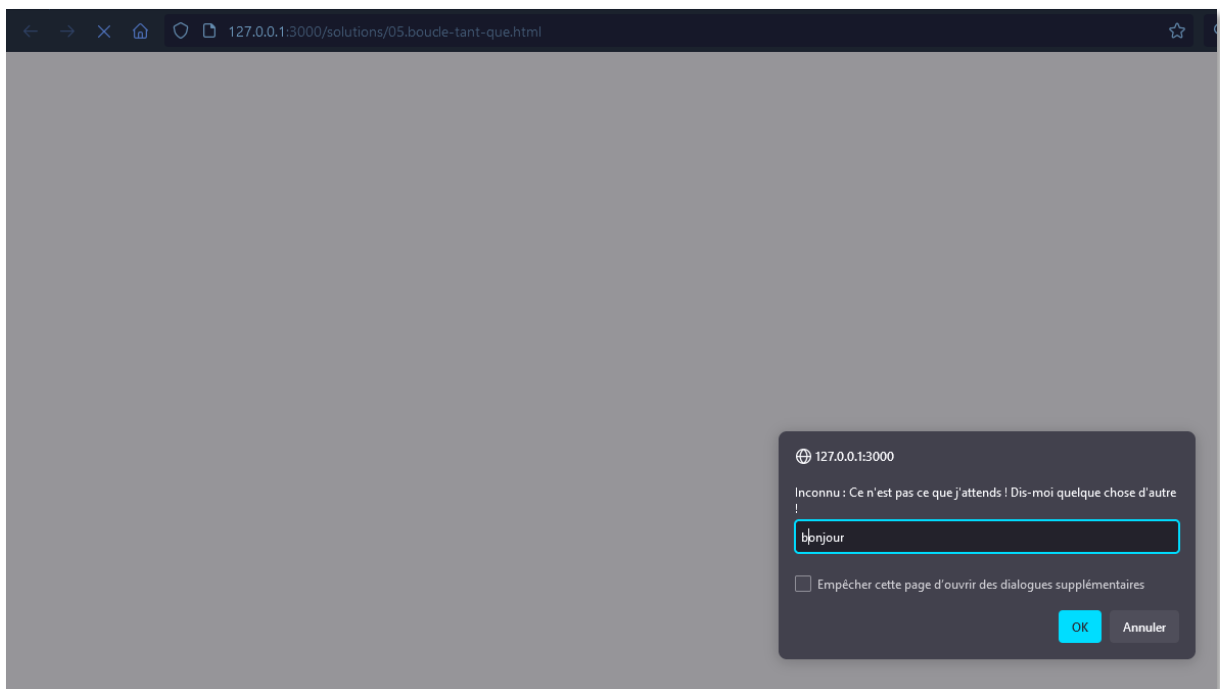 127.0.0.1:3000/solutions/05.boucle-tant-que.html
127.0.0.1:3000
Inconnu : Ce n'est pas ce que j'attends ! Dis-moi quelque chose d'autre
!
bonjour
Empêcher cette page d'ouvrir des dialogues supplémentaires
OK Annuler